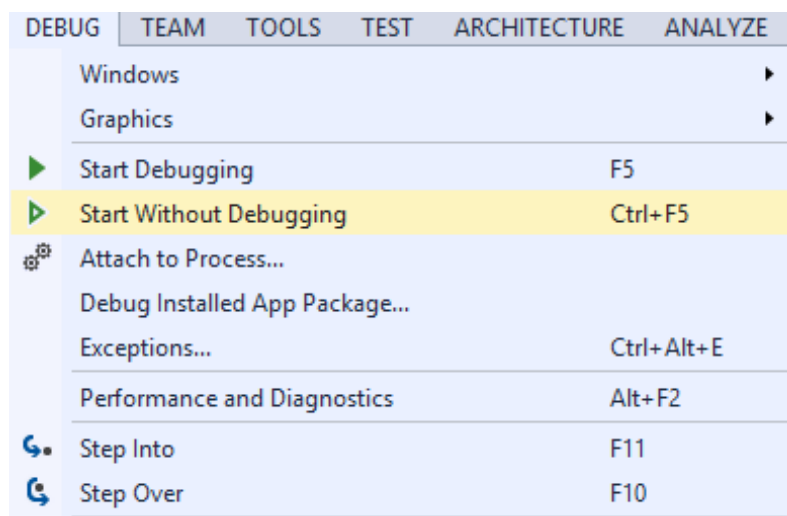 DEBUG TEAM TOOLS TEST ARCHITECTURE ANALYZE
Windows
Graphics
Start Debugging F5
Start Without Debugging Ctrl+F5
Attach to Process...
Debug Installed App Package...
Exceptions... Ctrl+Alt+E
Performance and Diagnostics Alt+F2
Step Into F11
Step Over F10